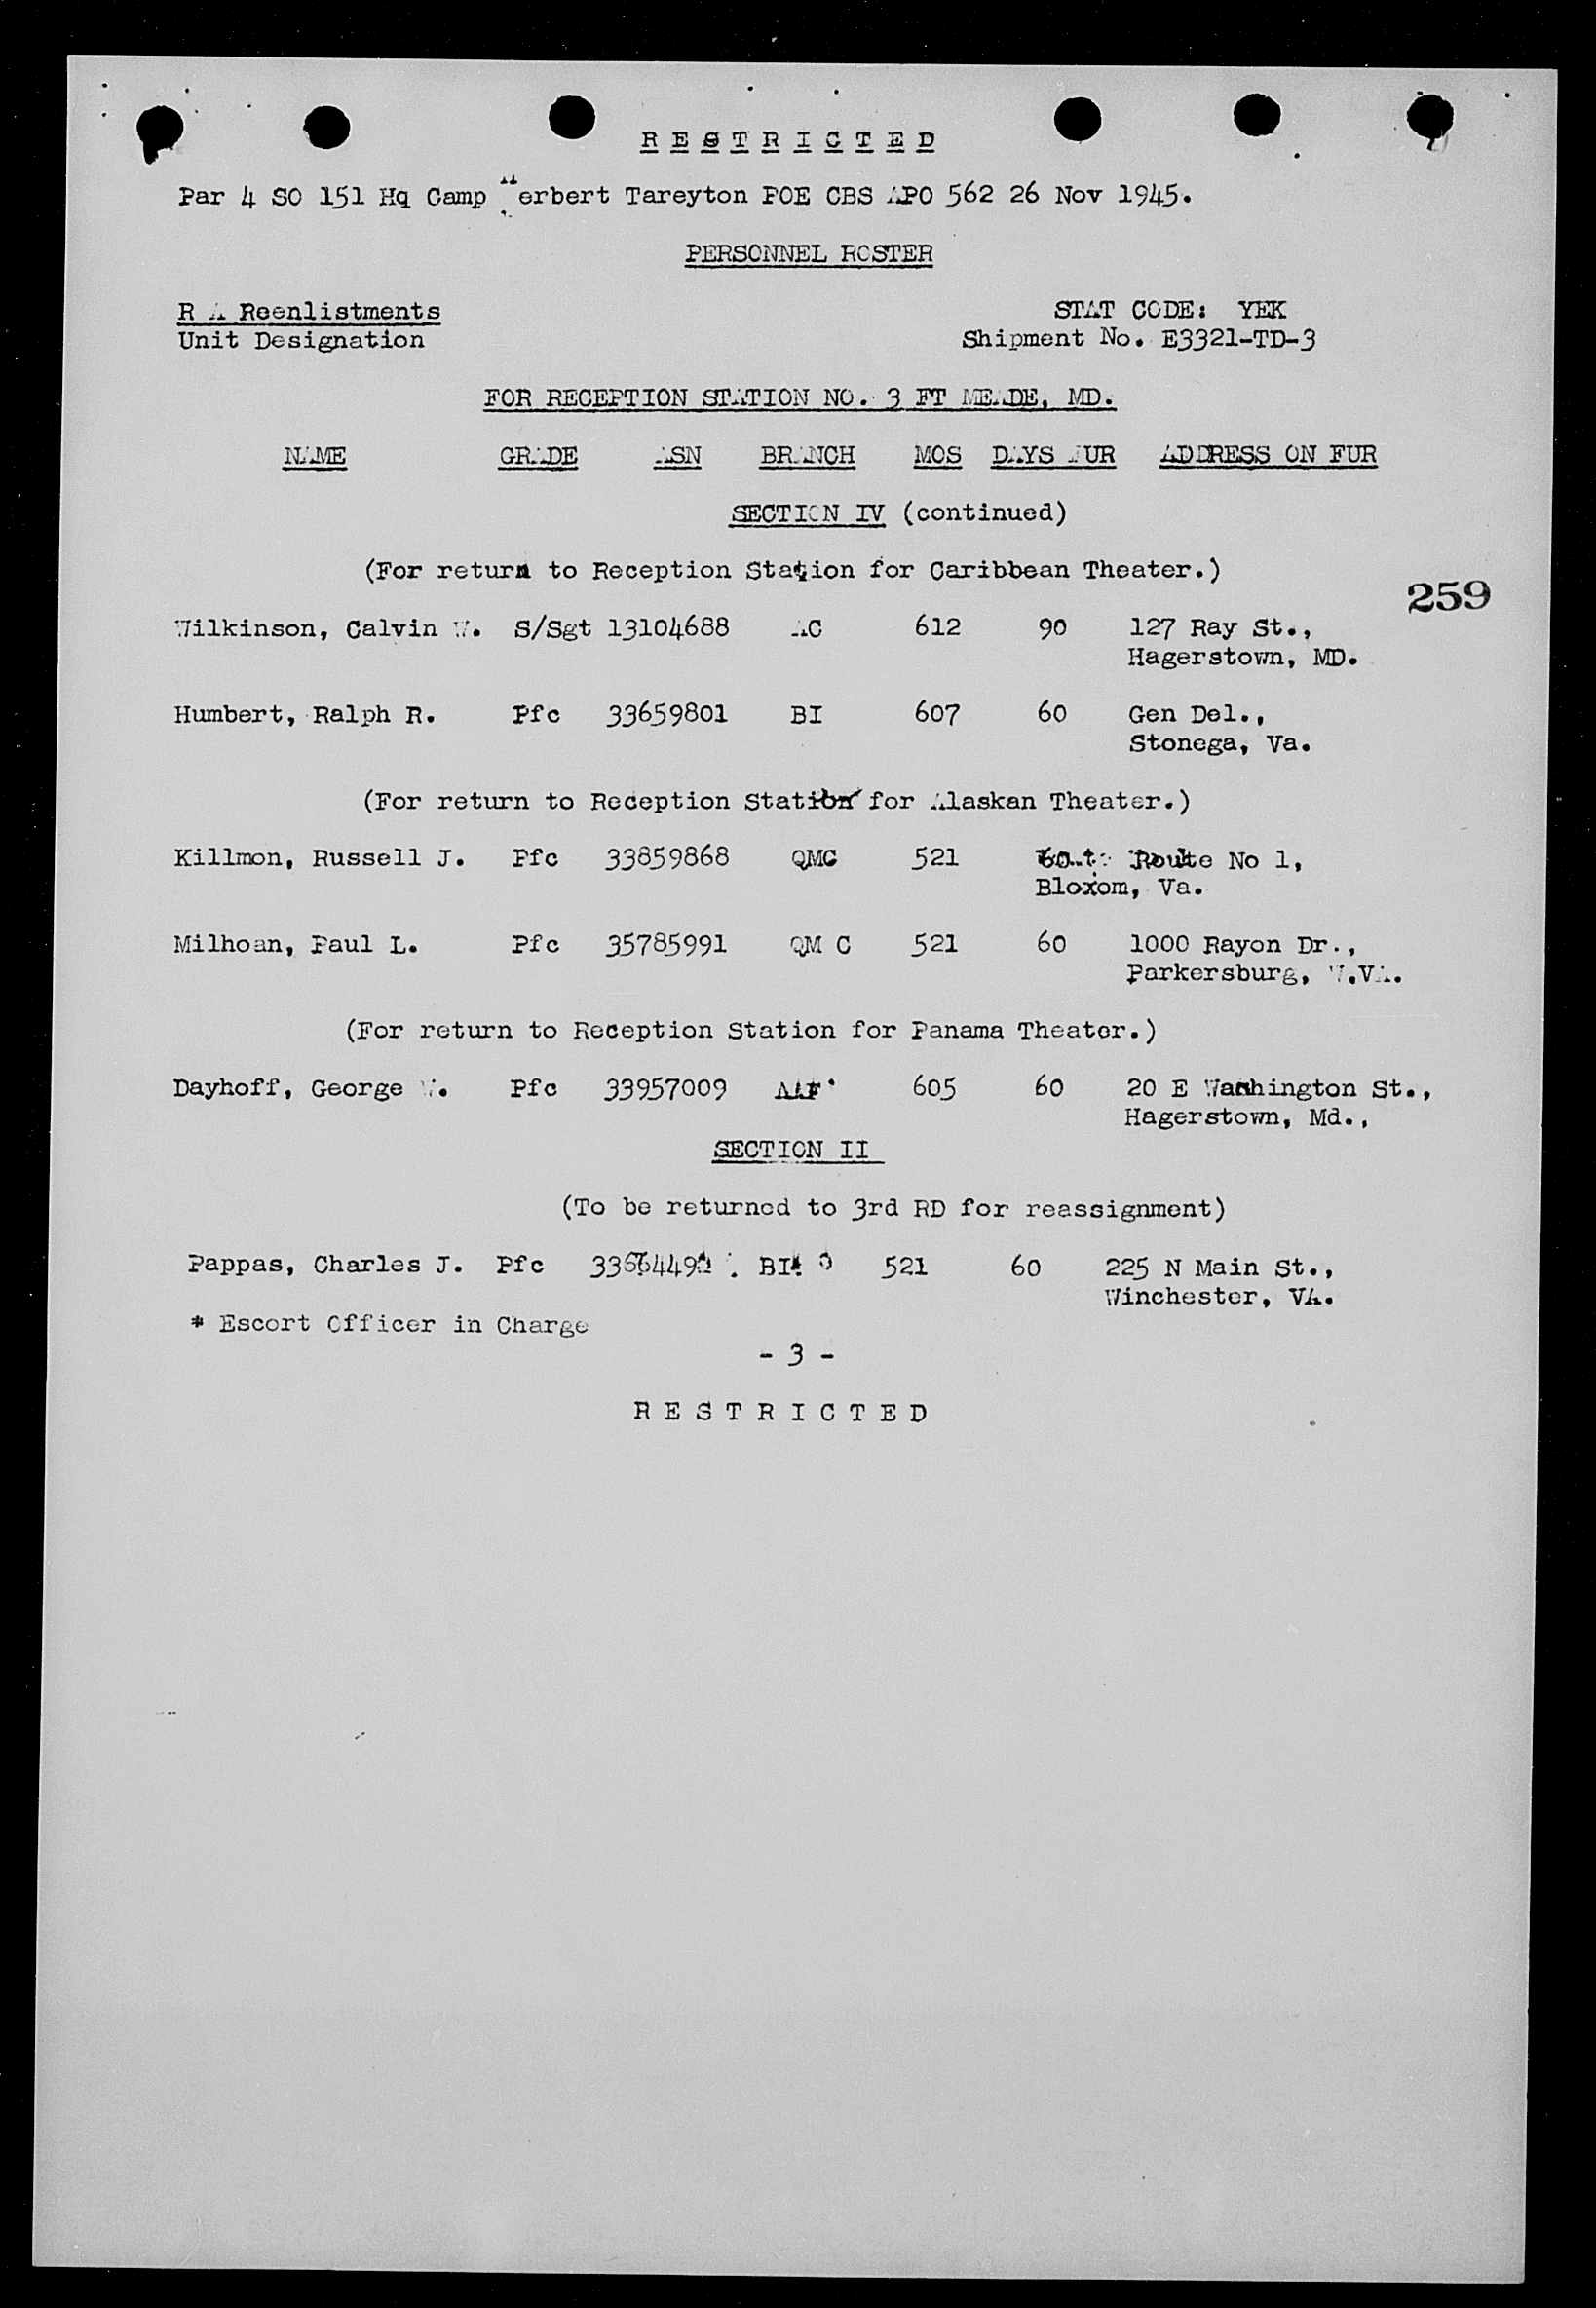 R E S T R I C T E D
Par 4 SO 151 Hq Camp Herbert Tareyton POE CBS APO 562 26 Nov 1945.
PERSONNEL ROSTER
R A Reenlistments STAT CODE: YEK
Unit Designation Shipment No. E3321-TD-3
FOR RECEPTION STATION NO. 3 FT MEADE, MD.
NAME GRADE ASN BRANCH MOS DAYS FUR ADDRESS ON FUR
SECTION IV (continued)
(For return to Reception Station for Caribbean Theater.)
259
Wilkinson, Calvin W. S/Sgt 13104688 AC 612 90 127 Ray St.,
Hagerstown, MD.
Humbert, Ralph R. Pfc 33659801 BI 607 60 Gen Del.,
Stonega, Va.
(For return to Reception Station for Alaskan Theater.)
Killmon, Russell J. Pfc 33859868 QMC 521 60 Route No 1,
Bloxom, Va.
Milhoan, Paul L. Pfc 35785991 QM C 521 60 1000 Rayon Dr.,
Parkersburg, W.VA.
(For return to Reception Station for Panama Theater.)
Dayhoff, George W. Pfc 33957009 AAF 605 60 20 E Washington St.,
Hagerstown, Md.,
SECTION II
(To be returned to 3rd RD for reassignment)
Pappas, Charles J. Pfc BI 521 60 225 N Main St.,
Winchester, VA.
* Escort Officer in Charge
- 3 -
R E S T R I C T E D